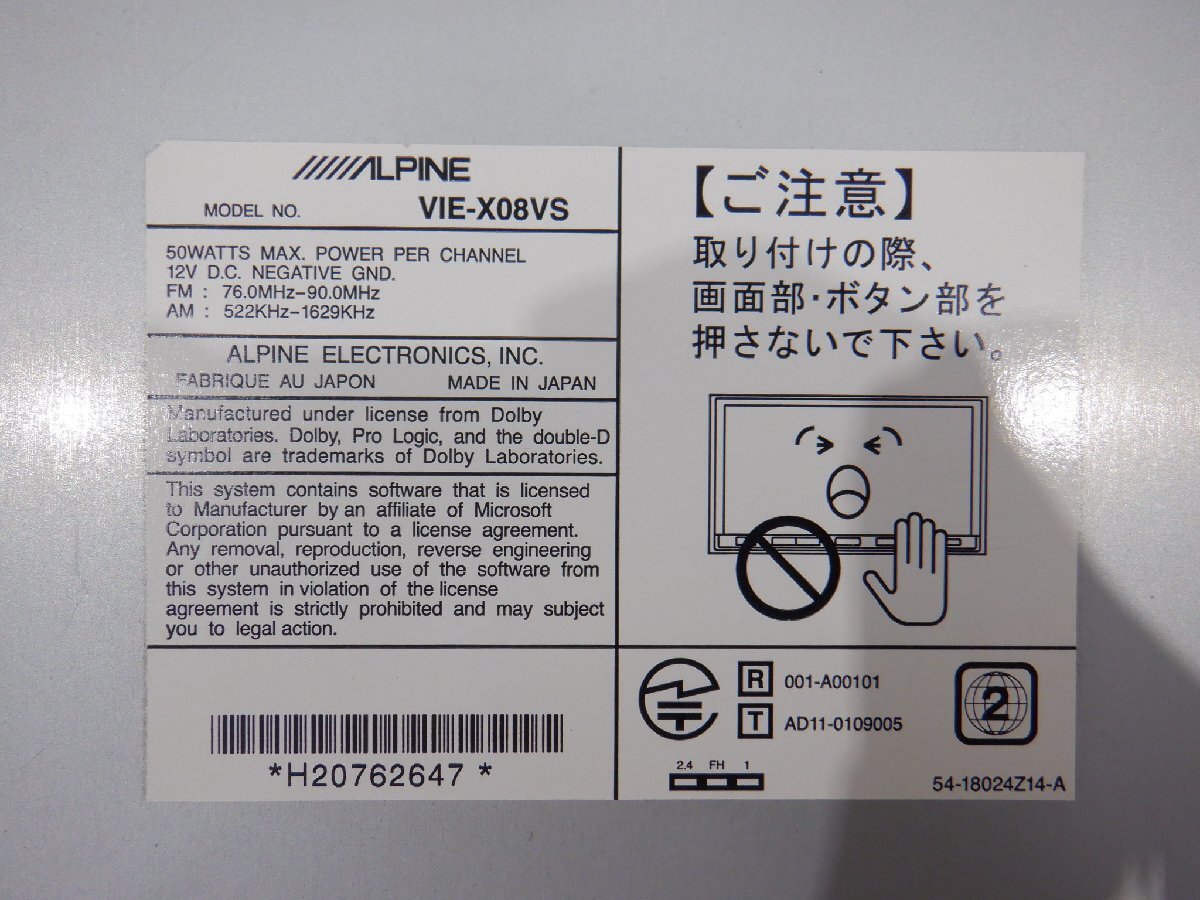 ALPINE
MODEL NO. VIE-X08VS
50WATTS MAX. POWER PER CHANNEL
12V D.C. NEGATIVE GND.
FM : 76.0MHz-90.0MHz
AM : 522KHz-1629KHz
ALPINE ELECTRONICS, INC.
FABRIQUE AU JAPON MADE IN JAPAN
Manufactured under license from Dolby
Laboratories. Dolby, Pro Logic, and the double-D
symbol are trademarks of Dolby Laboratories.
This system contains software that is licensed
to Manufacturer by an affiliate of Microsoft
Corporation pursuant to a license agreement.
Any removal, reproduction, reverse engineering
or other unauthorized use of the software from
this system in violation of the license
agreement is strictly prohibited and may subject
you to legal action.
*H20762647 *
【ご注意】
取り付けの際、
画面部・ボタン部を
押さないで下さい。
R 001-A00101
T AD11-0109005
2
2.4 FH 1
54-18024Z14-A